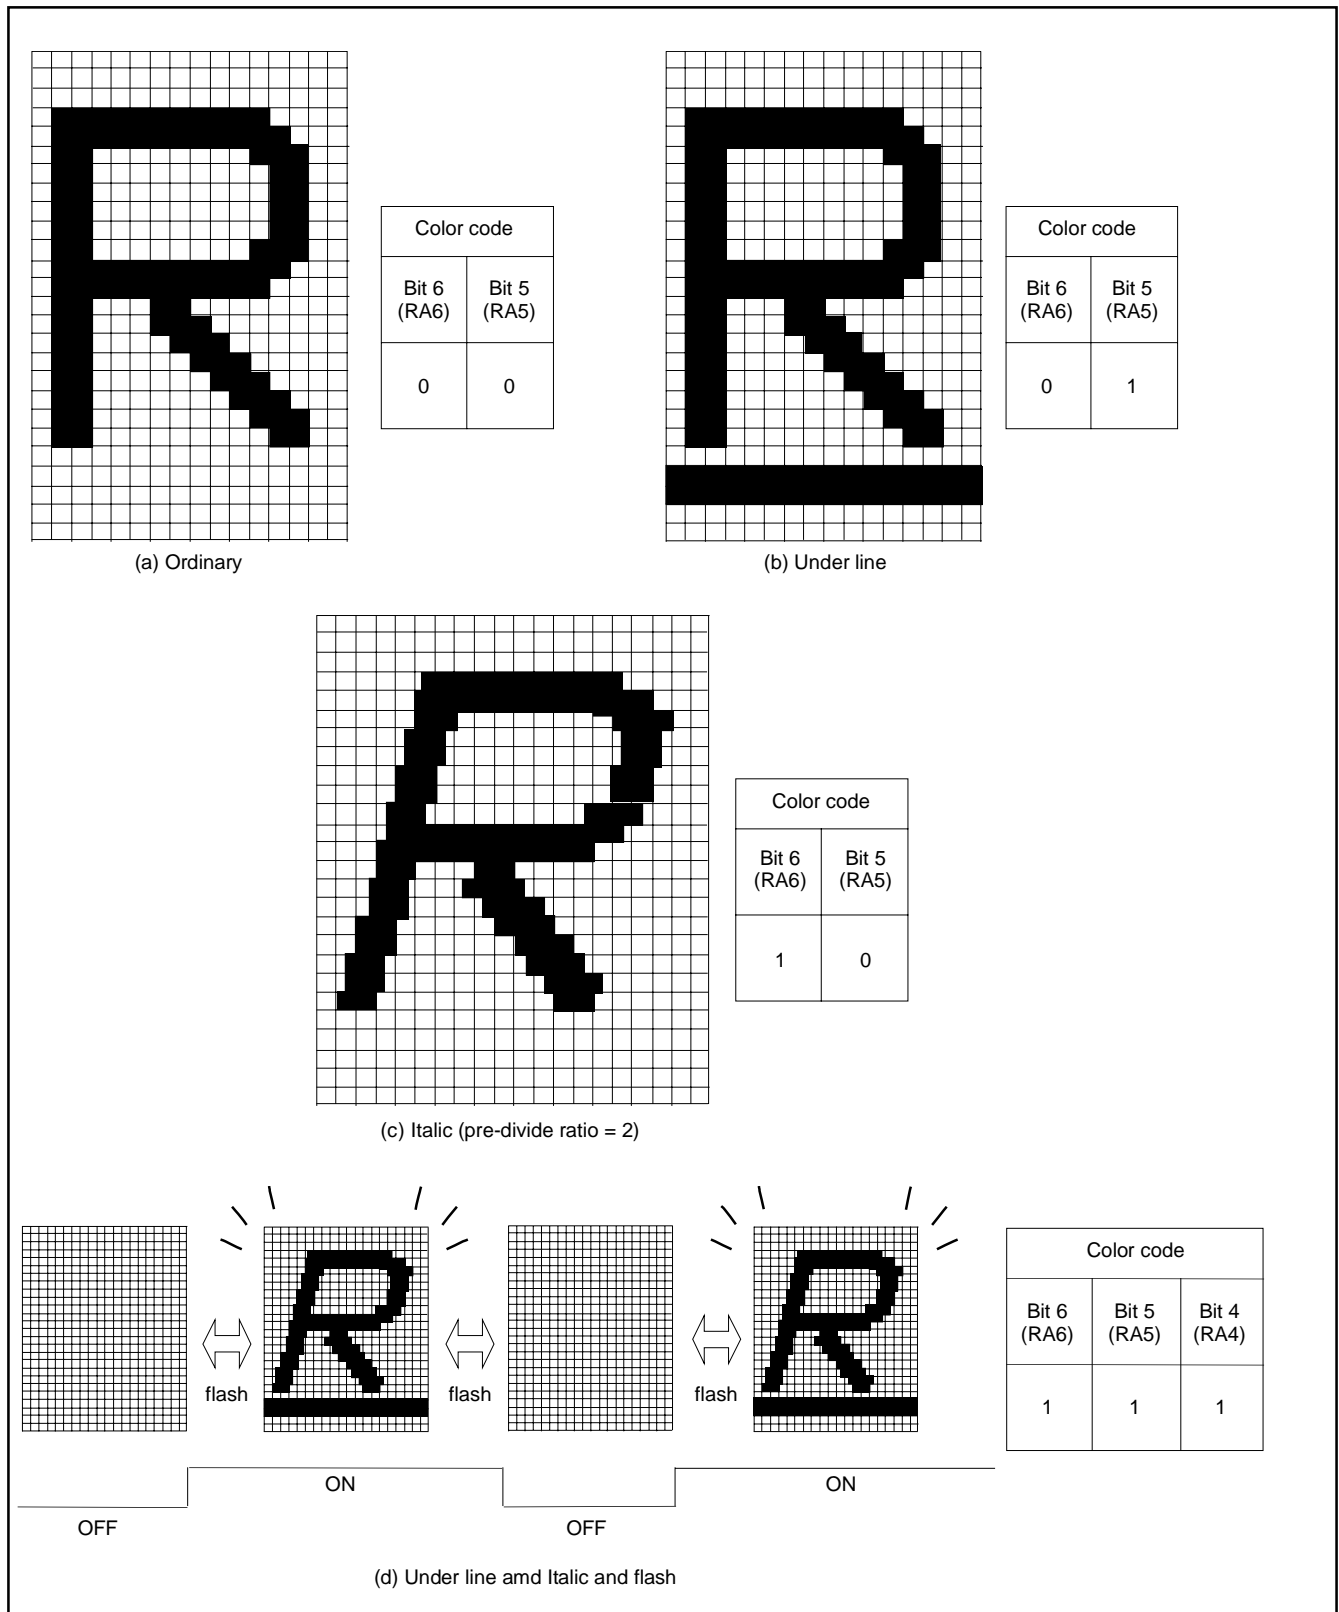 Color code
Bit 6 Bit 5
(RA6) (RA5)
0 0
(a) Ordinary
Color code
Bit 6 Bit 5
(RA6) (RA5)
0 1
(b) Under line
Color code
Bit 6 Bit 5
(RA6) (RA5)
1 0
(c) Italic (pre-divide ratio = 2)
flash flash flash
Color code
Bit 6 Bit 5 Bit 4
(RA6) (RA5) (RA4)
1 1 1
ON ON
OFF OFF
(d) Under line amd Italic and flash